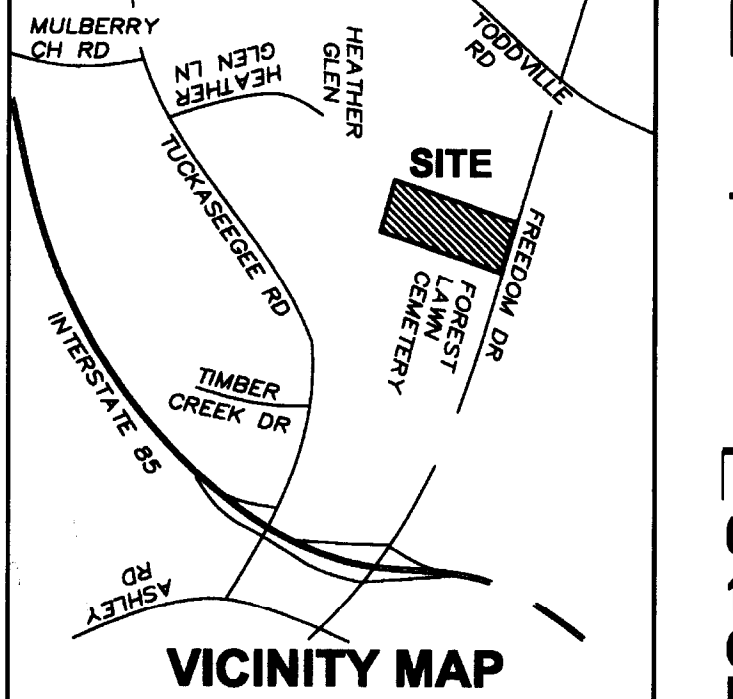 MULBERRY
CH RD
HEATHER
GLEN LN
HEATHER
GLEN
TODDVILLE
RD
SITE
TUCKASEEGEE RD
FREEDOM DR
FOREST
LAWN
CEMETERY
INTERSTATE 85
TIMBER
CREEK DR
ASHLEY
RD
VICINITY MAP